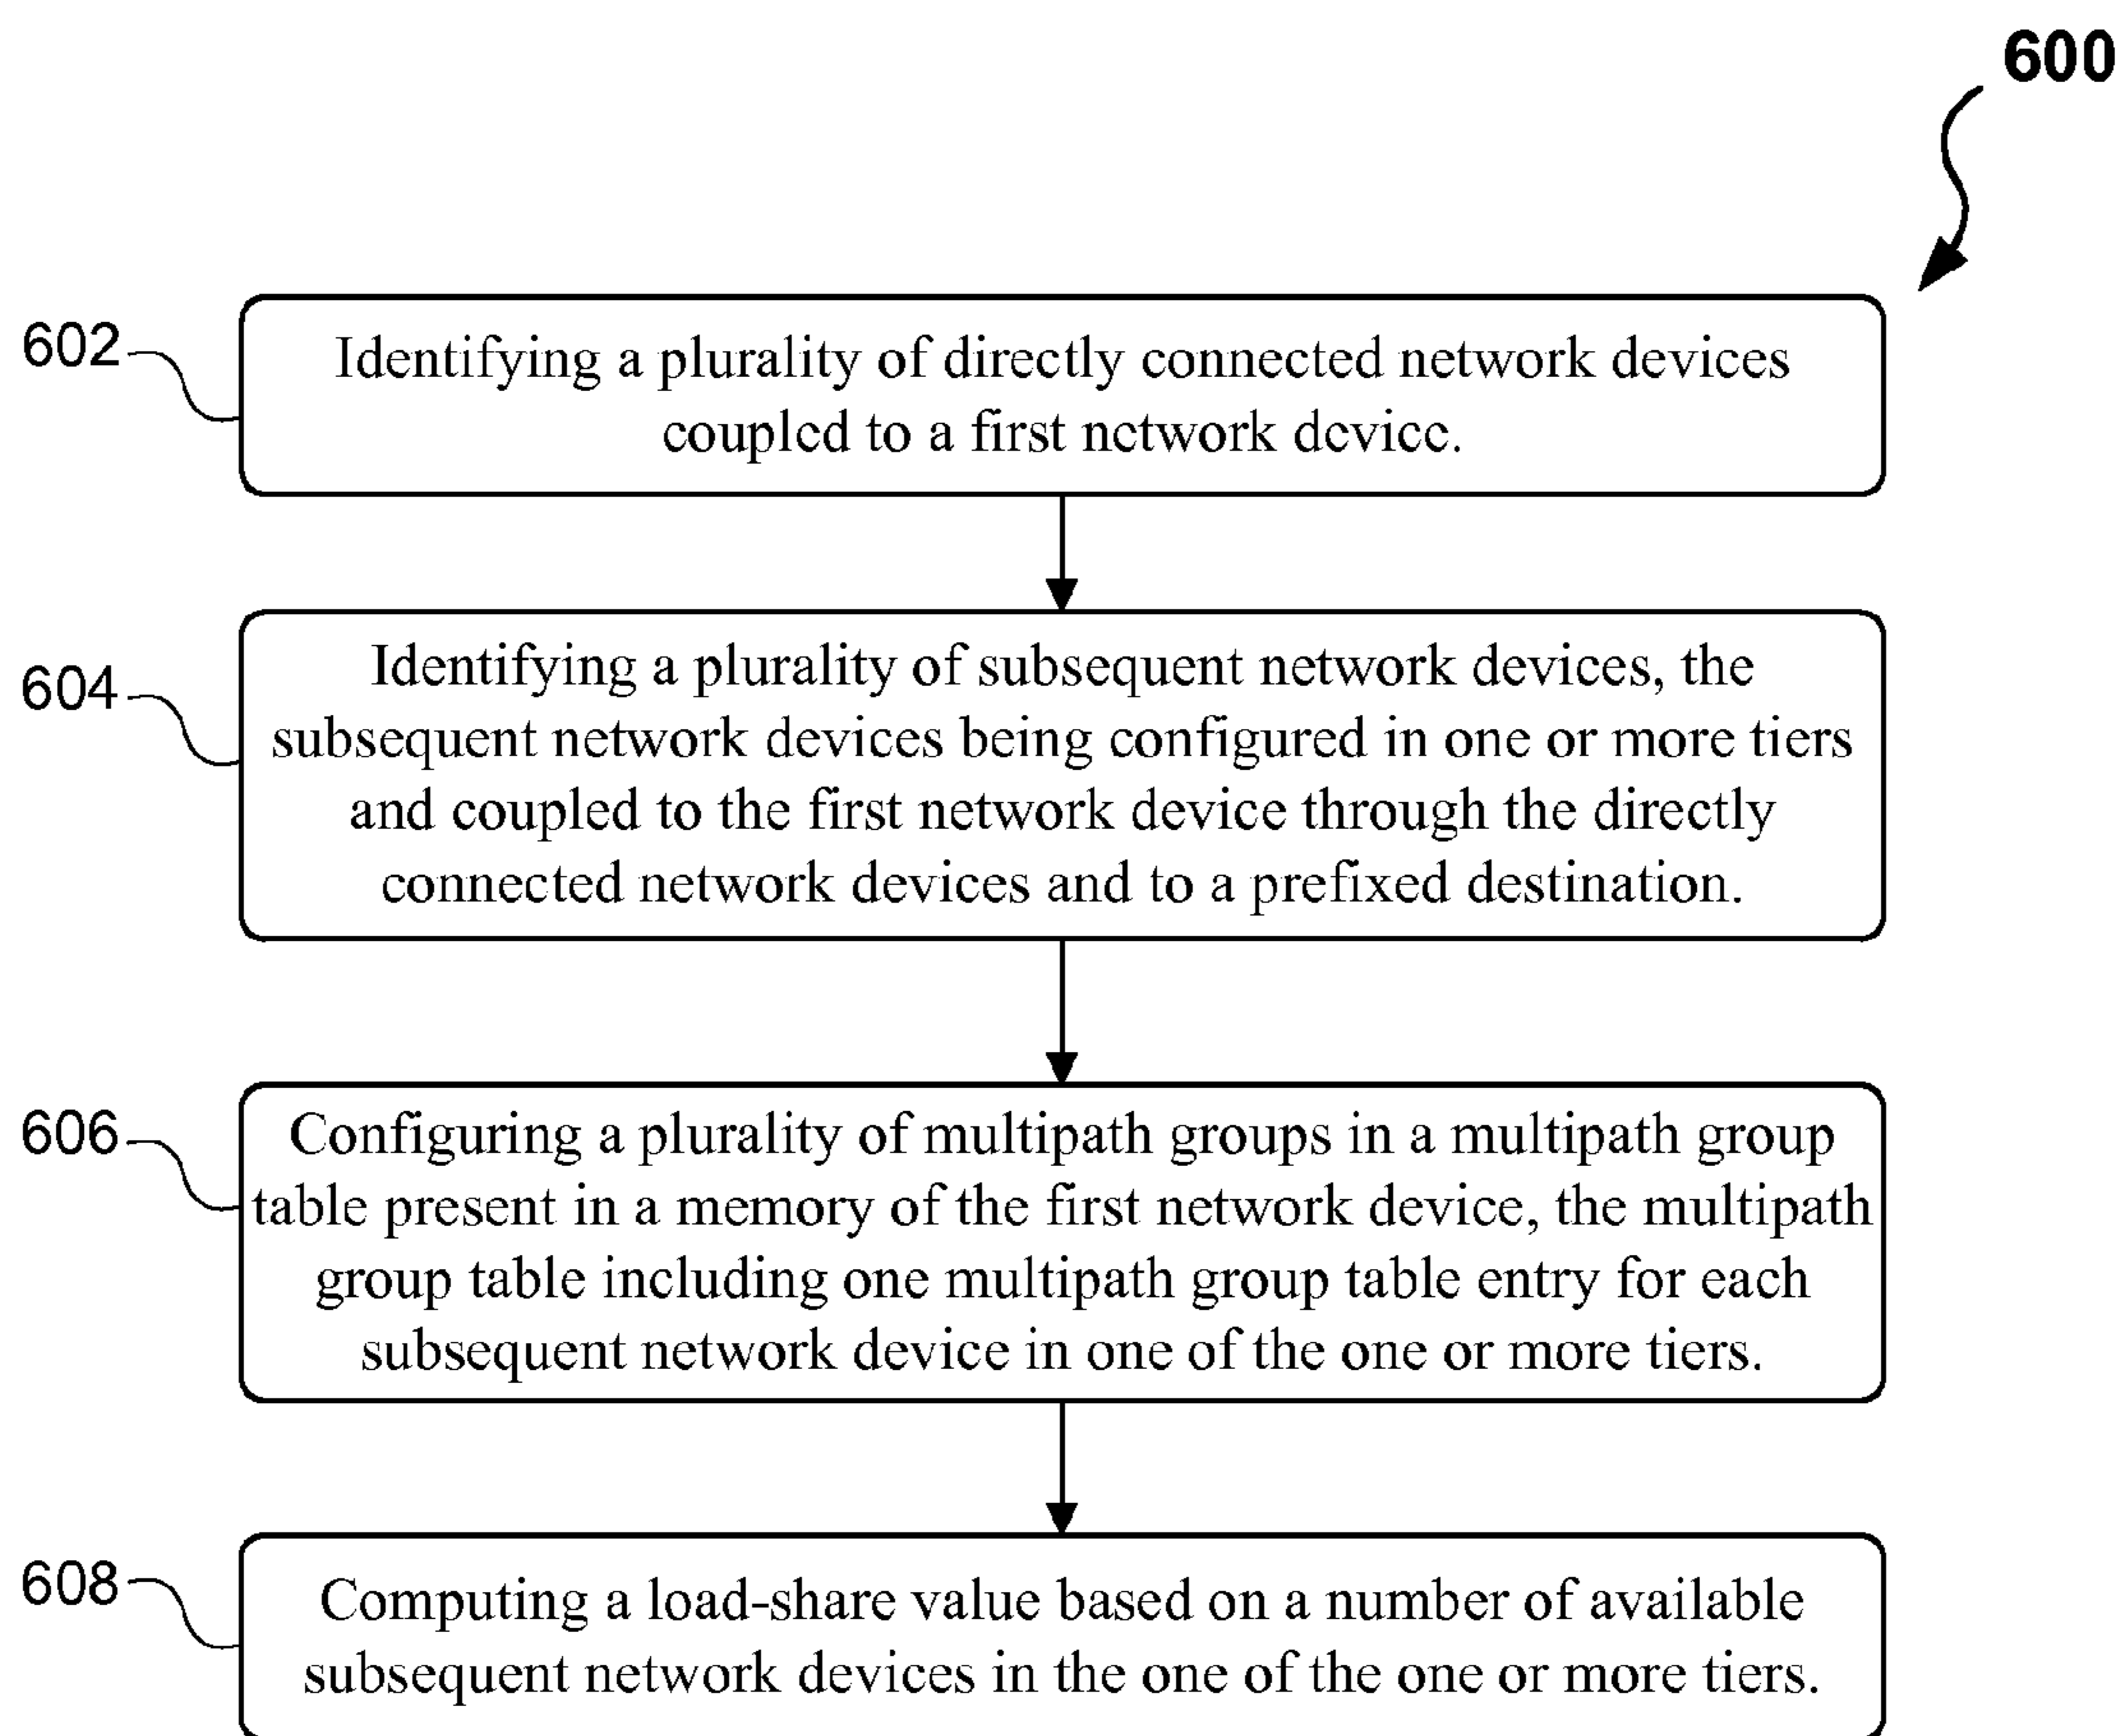 600
602
Identifying a plurality of directly connected network devices
coupled to a first network device.
604
Identifying a plurality of subsequent network devices, the
subsequent network devices being configured in one or more tiers
and coupled to the first network device through the directly
connected network devices and to a prefixed destination.
606
Configuring a plurality of multipath groups in a multipath group
table present in a memory of the first network device, the multipath
group table including one multipath group table entry for each
subsequent network device in one of the one or more tiers.
608
Computing a load-share value based on a number of available
subsequent network devices in the one of the one or more tiers.